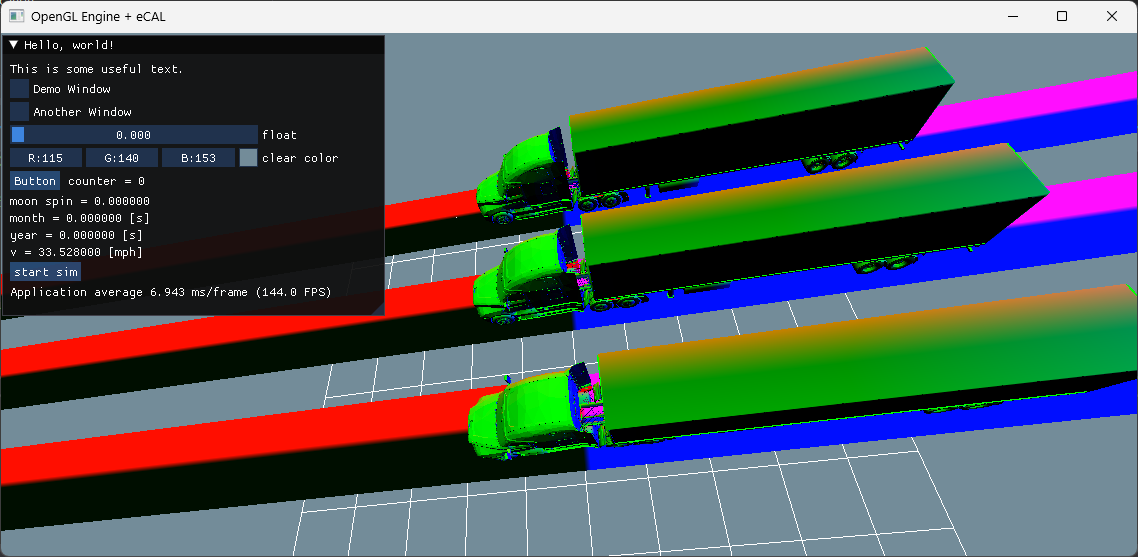 OpenGL Engine + eCAL
Hello, world!
This is some useful text.
Demo Window
Another Window
0.000 float
R:115 G:140 B:153 clear color
Button counter = 0
moon spin = 0.000000
month = 0.000000 [s]
year = 0.000000 [s]
v = 33.528000 [mph]
start sim
Application average 6.943 ms/frame (144.0 FPS)